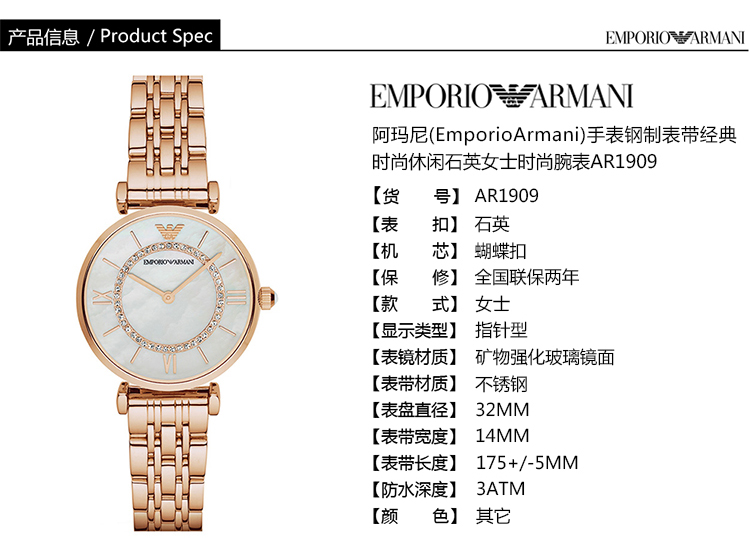 产品信息 / Product Spec
EMPORIO ARMANI
EMPORIO ARMANI
阿玛尼(EmporioArmani)手表钢制表带经典
时尚休闲石英女士时尚腕表AR1909
【货 号】 AR1909
【表 扣】 石英
【机 芯】 蝴蝶扣
【保 修】 全国联保两年
【款 式】 女士
【显示类型】 指针型
【表镜材质】 矿物强化玻璃镜面
【表带材质】 不锈钢
【表盘直径】 32MM
【表带宽度】 14MM
【表带长度】 175+/-5MM
【防水深度】 3ATM
【颜 色】 其它
EMPORIO ARMANI